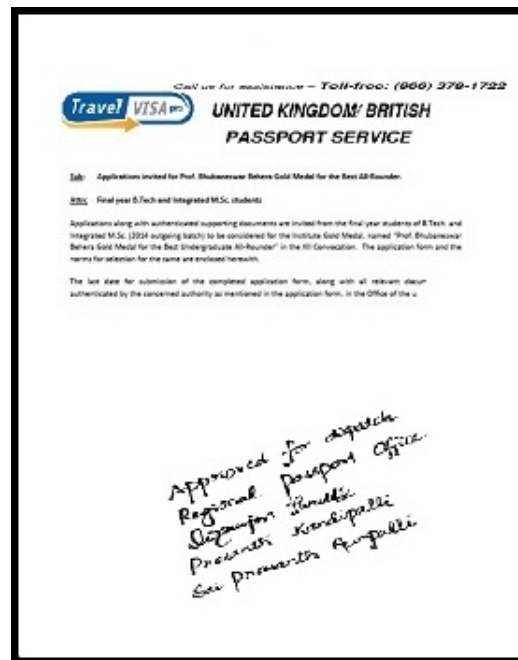 Call us for assistance – Toll-free: (866) 378-1722
Travel VISA pro
UNITED KINGDOM/ BRITISH
PASSPORT SERVICE
Sub: Applications invited for Prof. Bhubaneswar Behera Gold Medal for the Best All-Rounder.
Attn: Final year B.Tech and Integrated M.Sc. students
Applications along with authenticated supporting documents are invited from the final year students of B.Tech. and
Integrated M.Sc. (2014 outgoing batch) to be considered for the Institute Gold Medal, named "Prof. Bhubaneswar
Behera Gold Medal for the Best Undergraduate All-Rounder" in the XII Convocation. The application form and the
norms for selection for the same are enclosed herewith.
The last date for submission of the completed application form, along with all relevant docum
authenticated by the concerned authority as mentioned in the application form, in the Office of the u
Approved for dispatch
Regional Passport Office.
Prasanti Kandipalli
Sai Prasanth